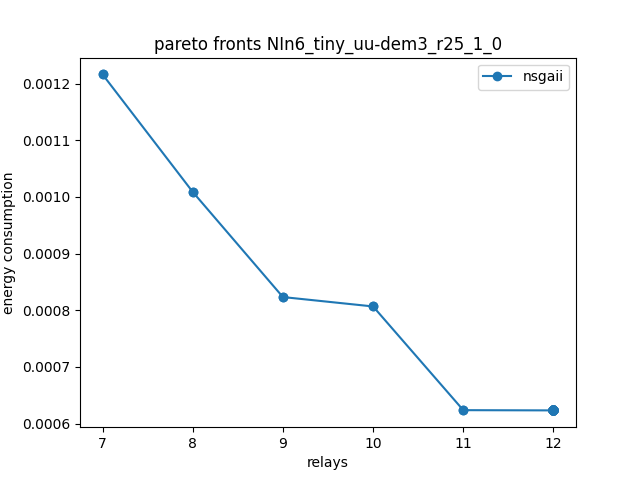 pareto fronts NIn6_tiny_uu-dem3_r25_1_0
nsgaii
energy consumption
0.0012
0.0011
0.0010
0.0009
0.0008
0.0007
0.0006
7 8 9 10 11 12
relays